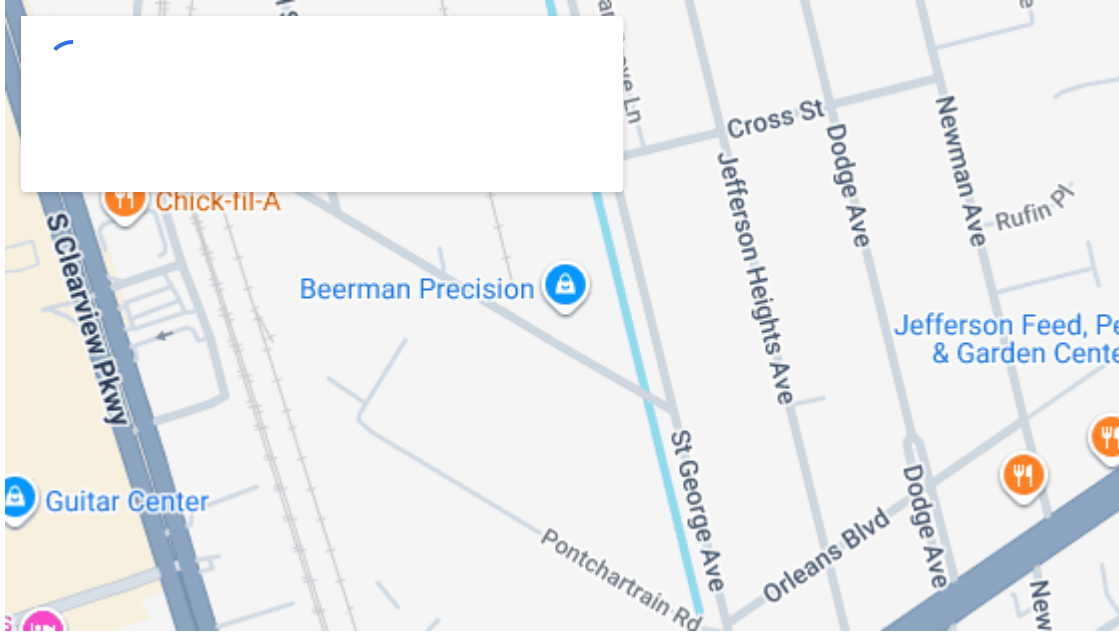 Cross St
Chick-fil-A
S Clearview Pkwy
Dodge Ave
Newman Ave
Rufin Pl
Jefferson Heights Ave
Beerman Precision
Jefferson Feed, Pe
& Garden Cente
St George Ave
Guitar Center
Dodge Ave
Orleans Blvd
Pontchartrain Rd
New